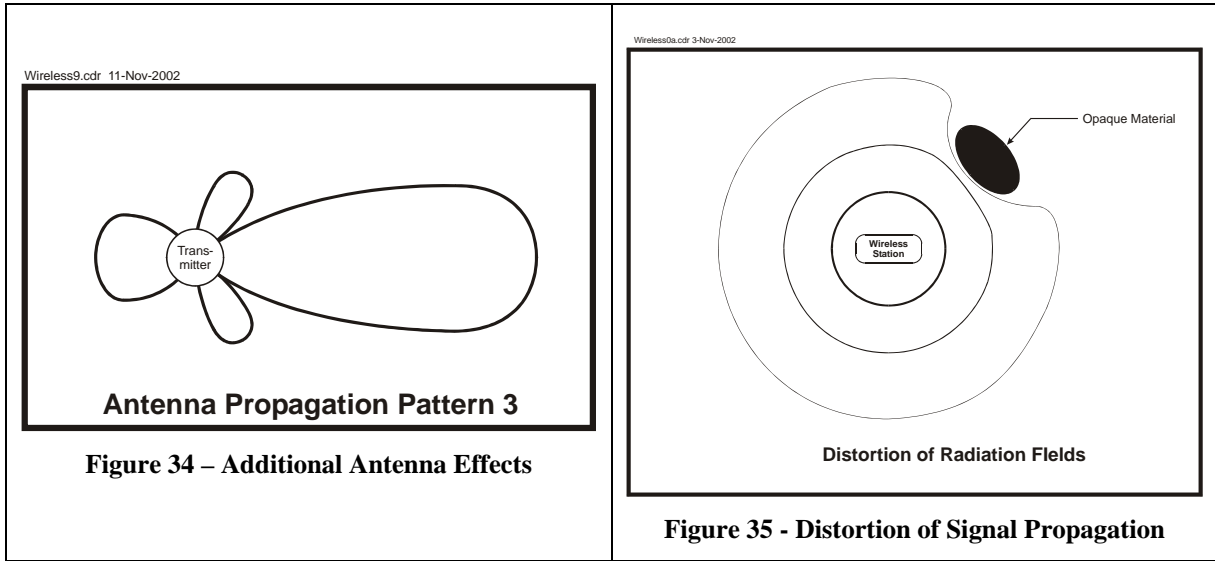 Wireless9.cdr 11-Nov-2002
Trans-
mitter
Antenna Propagation Pattern 3
Figure 34 – Additional Antenna Effects
Wireless0a.cdr 3-Nov-2002
Opaque Material
Wireless
Station
Distortion of Radiation FIelds
Figure 35 - Distortion of Signal Propagation